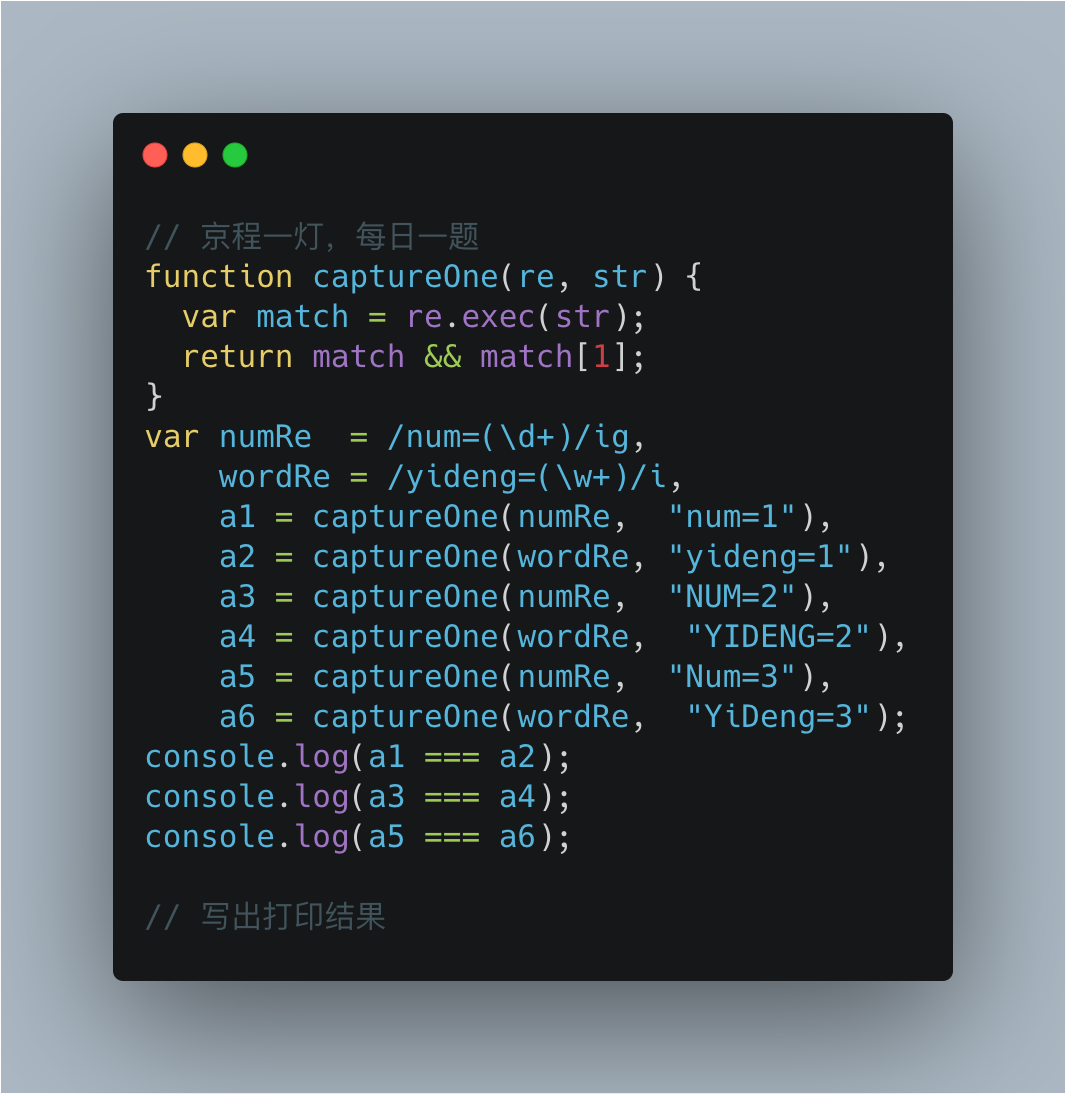 // 京程一灯，每日一题
function captureOne(re, str) {
  var match = re.exec(str);
  return match && match[1];
}
var numRe  = /num=(\d+)/ig,
    wordRe = /yideng=(\w+)/i,
    a1 = captureOne(numRe,  "num=1"),
    a2 = captureOne(wordRe, "yideng=1"),
    a3 = captureOne(numRe,  "NUM=2"),
    a4 = captureOne(wordRe,  "YIDENG=2"),
    a5 = captureOne(numRe,  "Num=3"),
    a6 = captureOne(wordRe,  "YiDeng=3");
console.log(a1 === a2);
console.log(a3 === a4);
console.log(a5 === a6);
// 写出打印结果